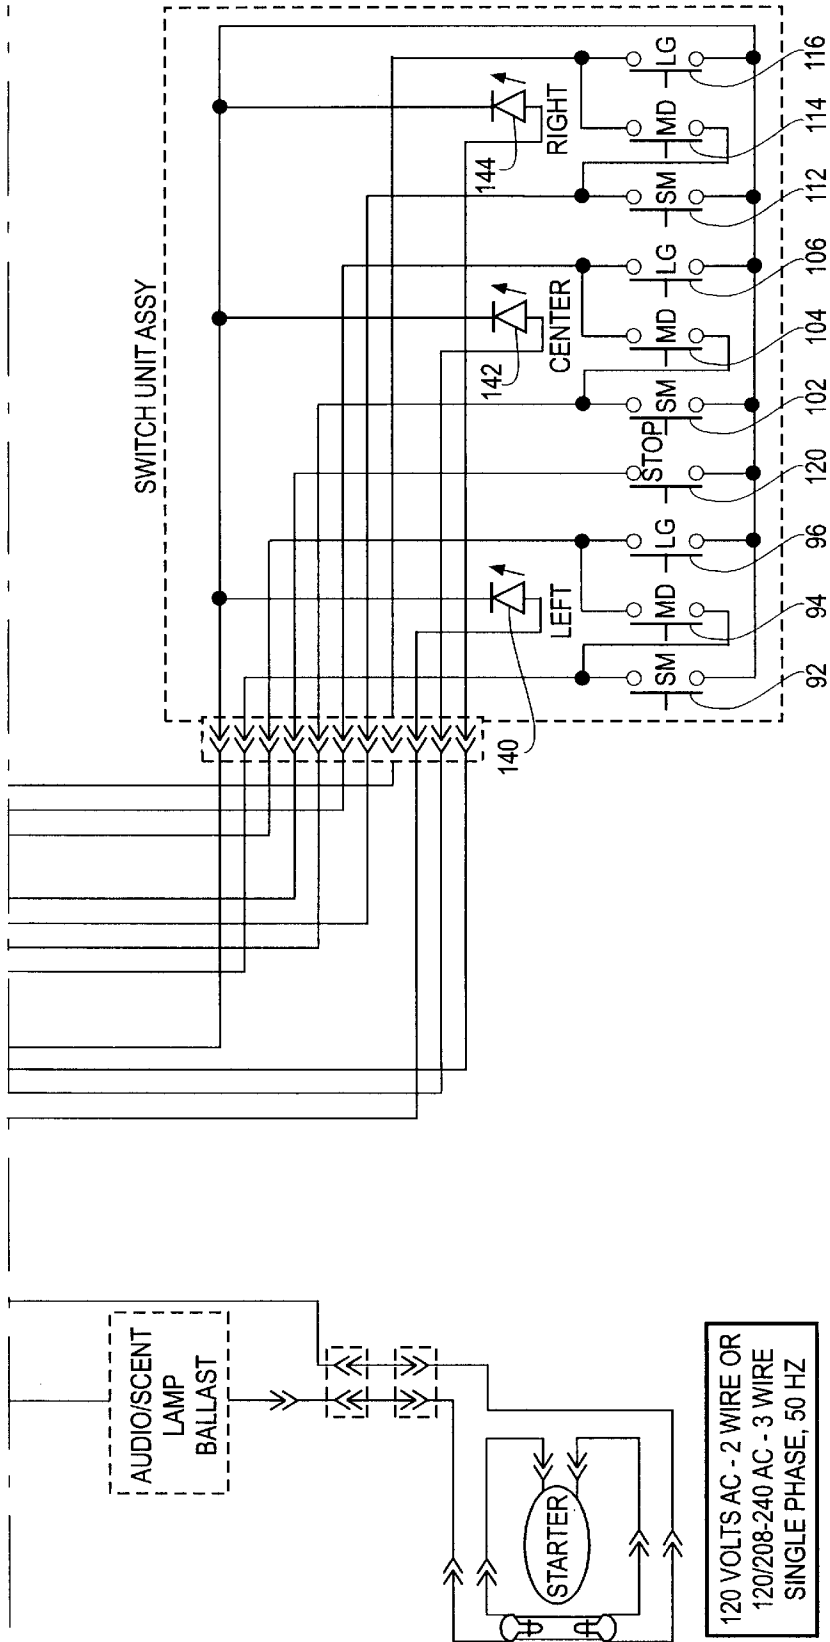 SWITCH UNIT ASSY
RIGHT
144
CENTER
142
LEFT
140
LG
MD
SM
LG
MD
SM
STOP
LG
MD
SM
116
114
112
106
104
102
120
96
94
92
AUDIO/SCENT
LAMP
BALLAST
STARTER
120 VOLTS AC - 2 WIRE OR
120/208-240 AC - 3 WIRE
SINGLE PHASE, 50 HZ